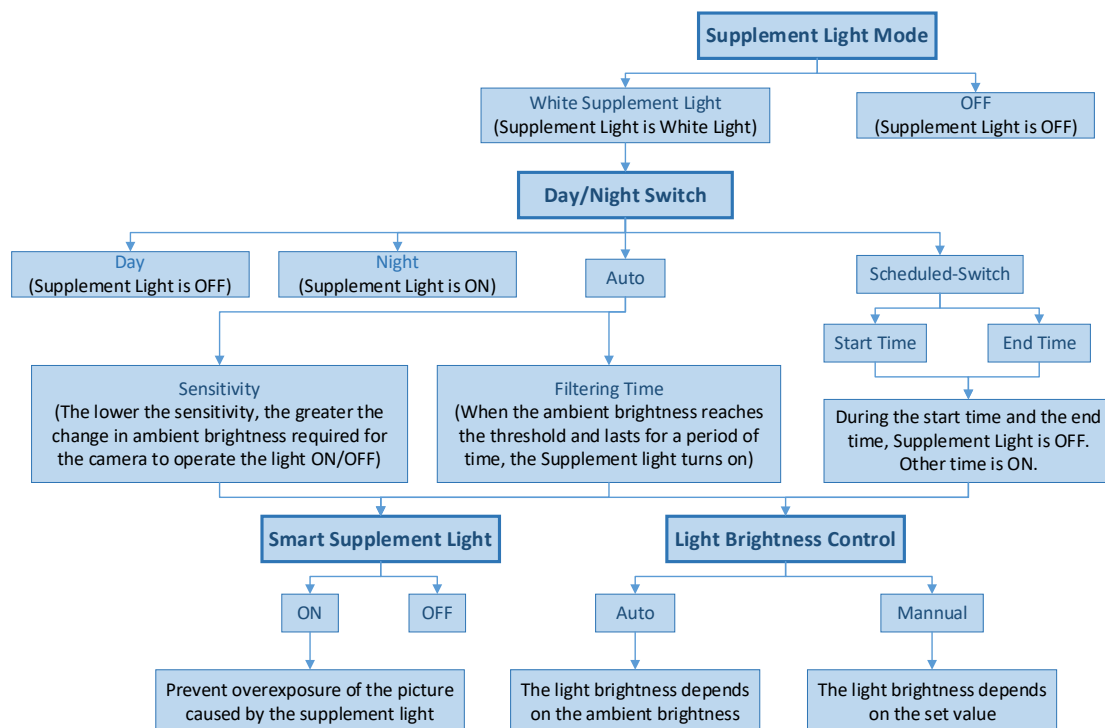 Supplement Light Mode
White Supplement Light
(Supplement Light is White Light)
OFF
(Supplement Light is OFF)
Day/Night Switch
Day
(Supplement Light is OFF)
Night
(Supplement Light is ON)
Auto
Scheduled-Switch
Start Time
End Time
Sensitivity
(The lower the sensitivity, the greater the
change in ambient brightness required for
the camera to operate the light ON/OFF)
Filtering Time
(When the ambient brightness reaches
the threshold and lasts for a period of
time, the Supplement light turns on)
During the start time and the end
time, Supplement Light is OFF.
Other time is ON.
Smart Supplement Light
Light Brightness Control
ON
OFF
Auto
Mannual
Prevent overexposure of the picture
caused by the supplement light
The light brightness depends
on the ambient brightness
The light brightness depends
on the set value